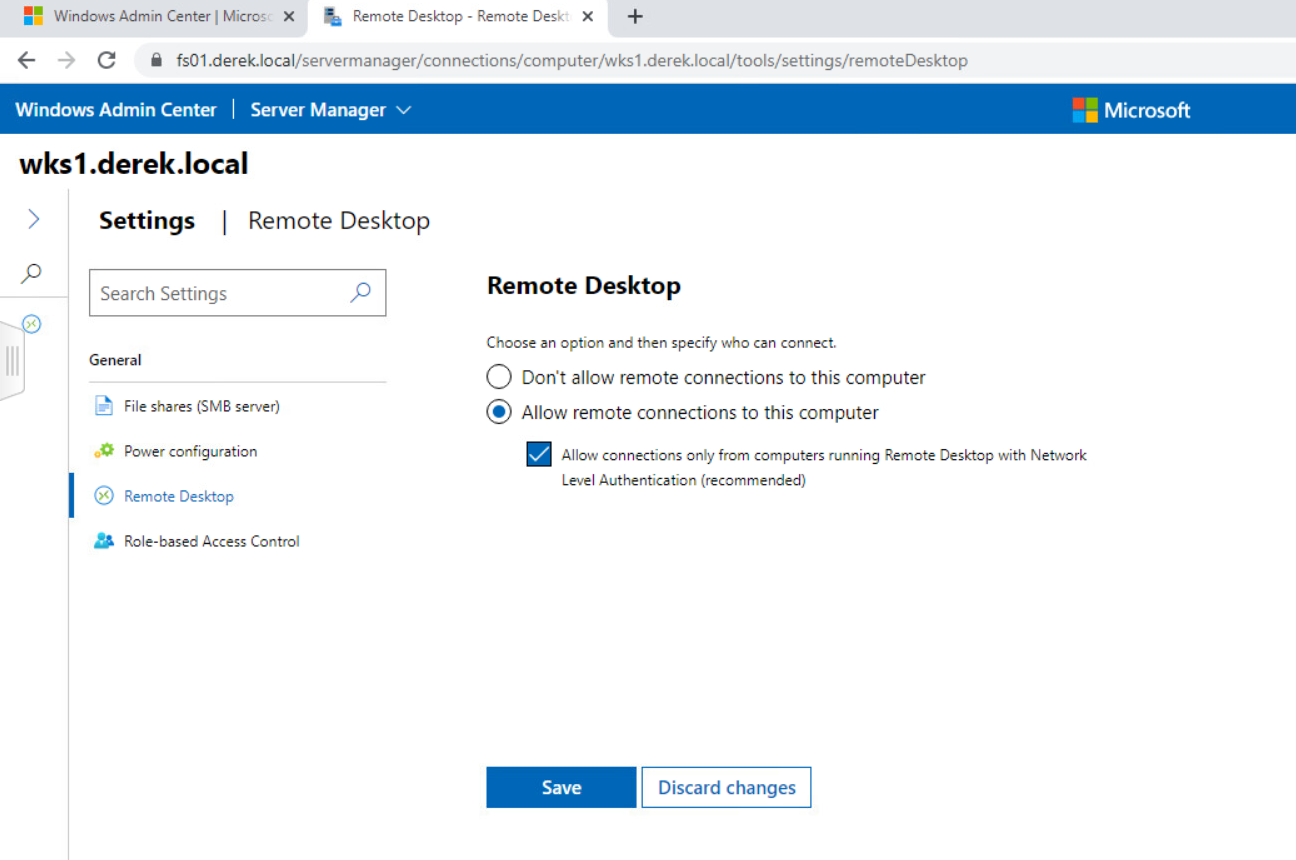 Windows Admin Center | Micros
Remote Desktop - Remote Deskt
fs01.derek.local/servermanager/connections/computer/wks1.derek.local/tools/settings/remoteDesktop
Windows Admin Center | Server Manager
Microsoft
wks1.derek.local
Settings | Remote Desktop
Search Settings
General
File shares (SMB server)
Power configuration
Remote Desktop
Role-based Access Control
Remote Desktop
Choose an option and then specify who can connect.
Don't allow remote connections to this computer
Allow remote connections to this computer
Allow connections only from computers running Remote Desktop with Network
Level Authentication (recommended)
Save
Discard changes